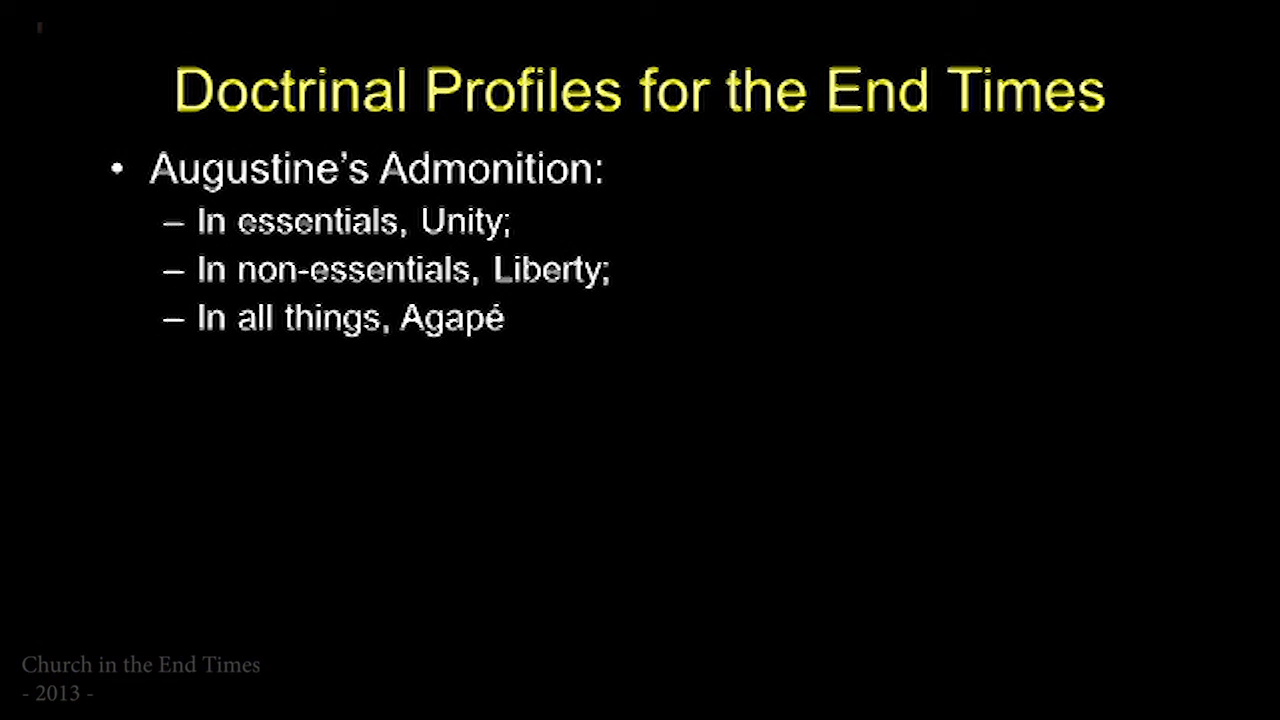 Doctrinal Profiles for the End Times
• Augustine's Admonition:
– In essentials, Unity;
– In non-essentials, Liberty;
– In all things, Agapé
Church in the End Times
- 2013 -